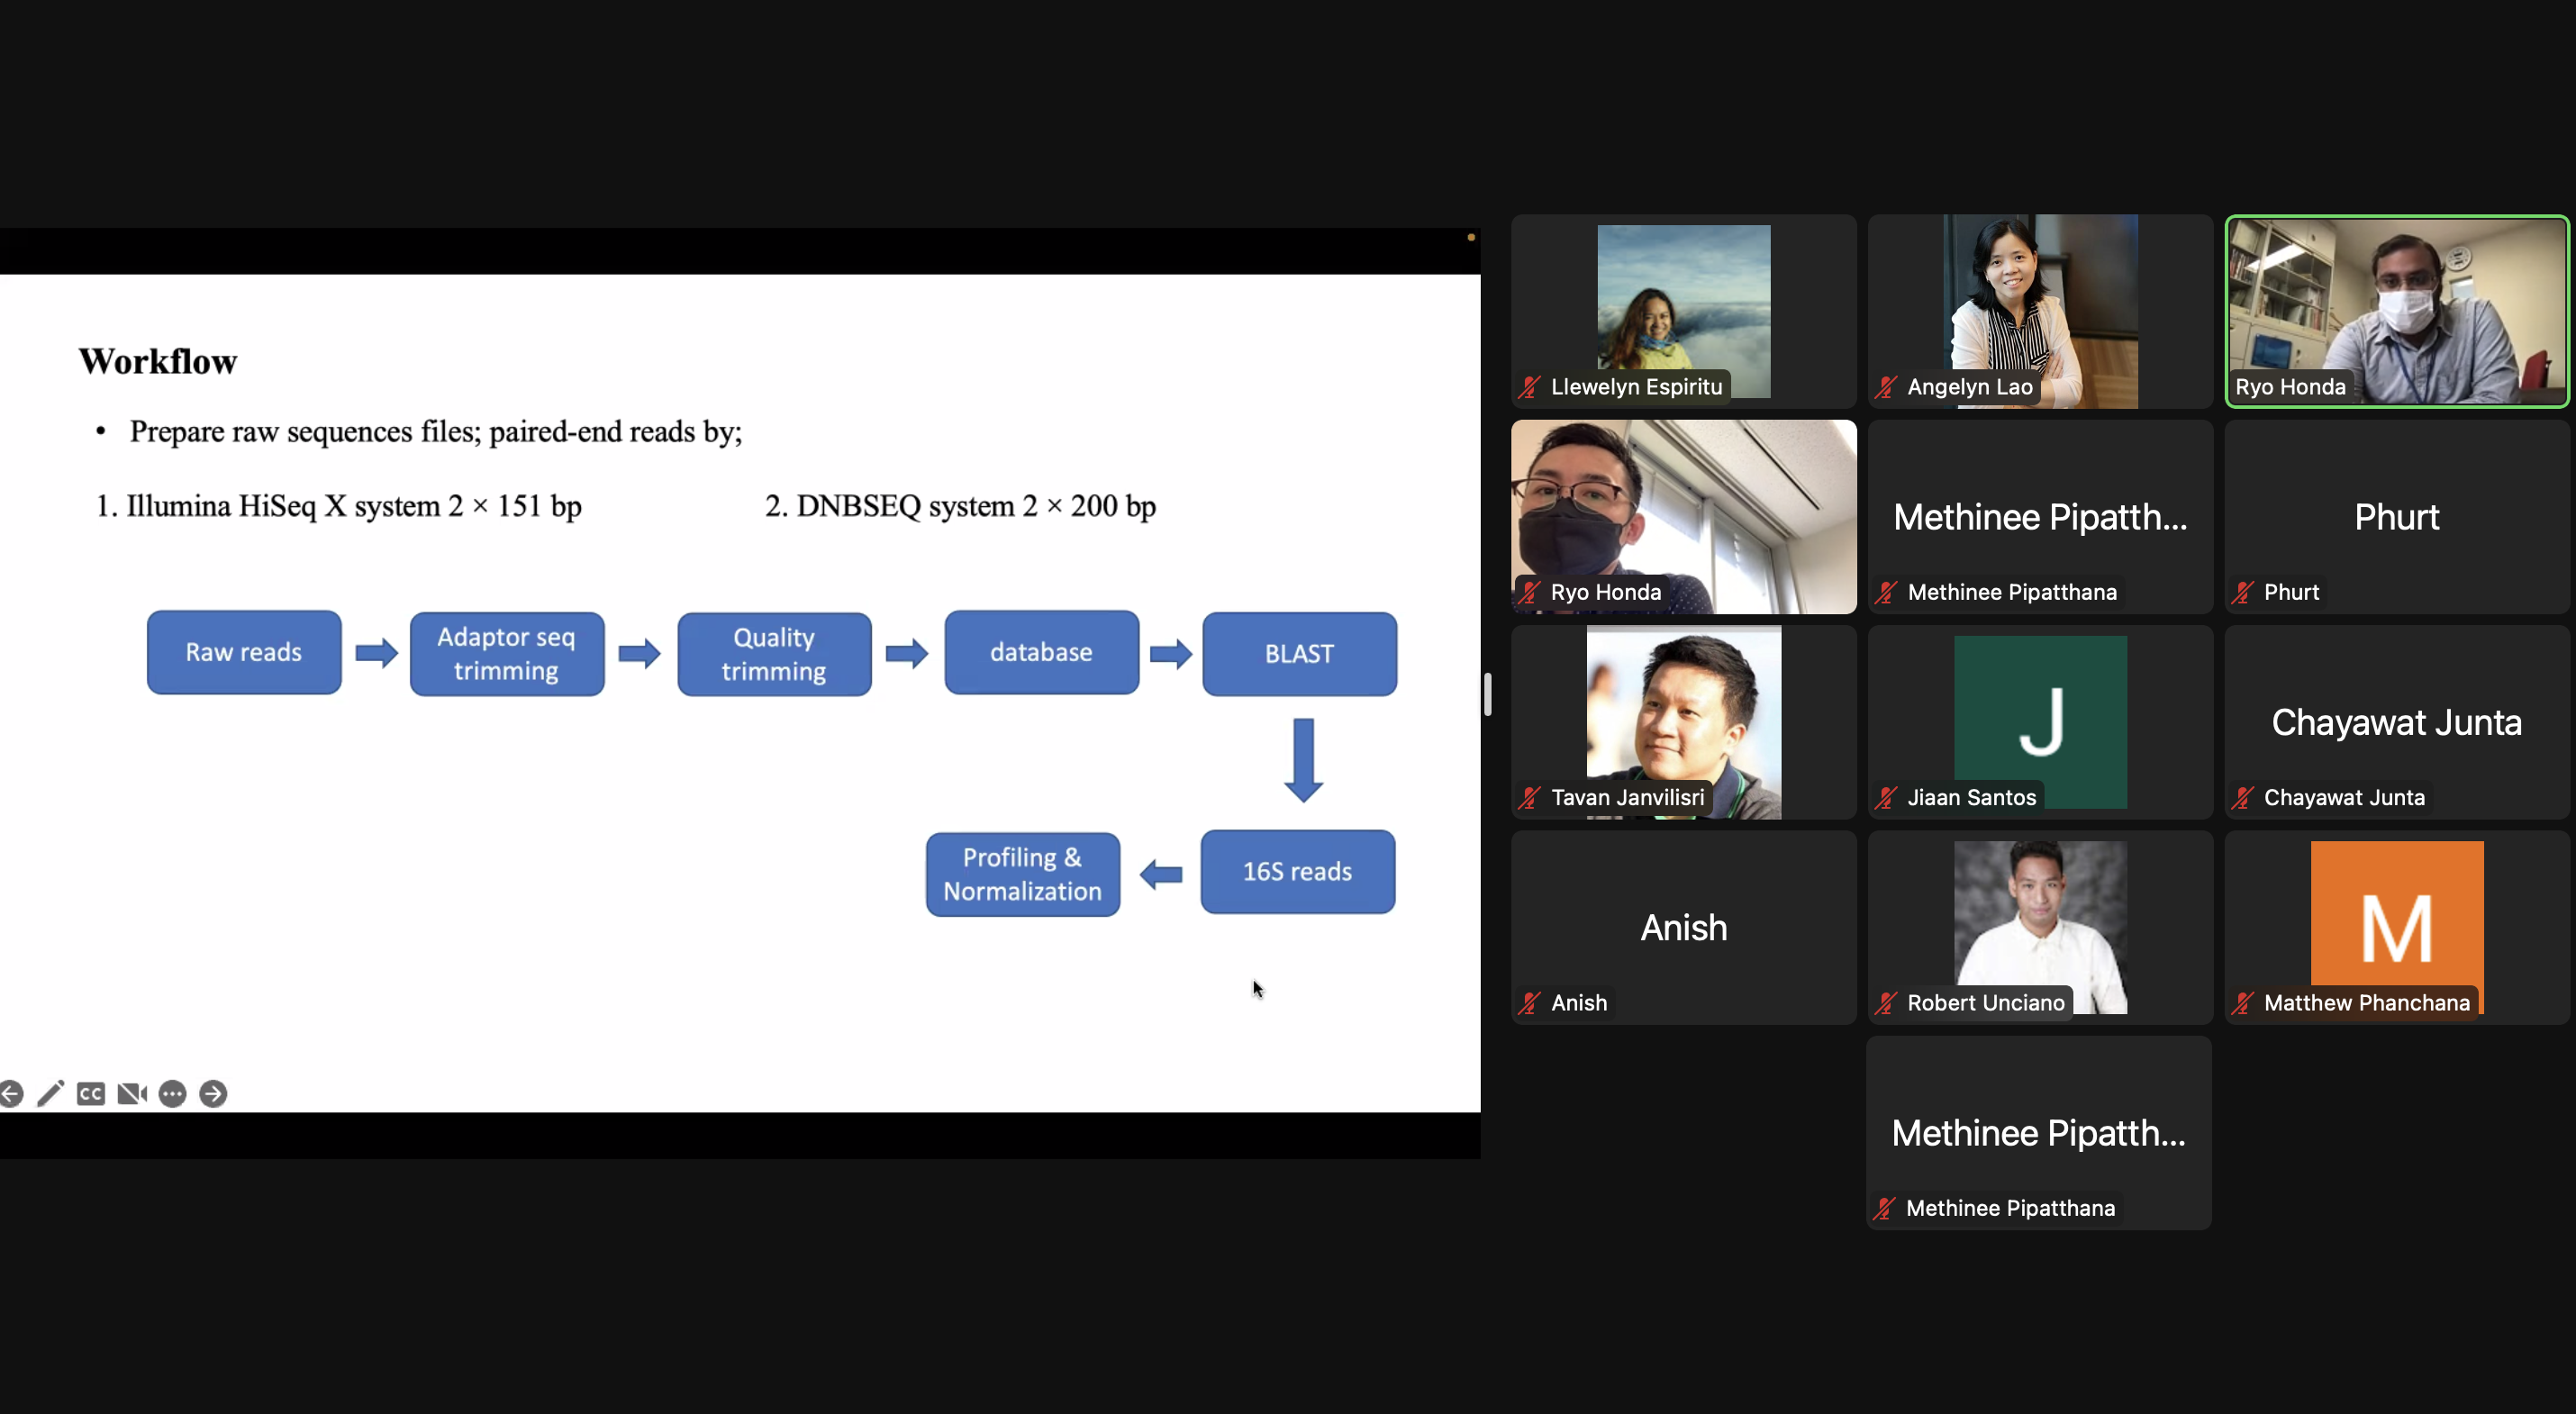 Workflow
• Prepare raw sequences files; paired-end reads by;
1. Illumina HiSeq X system 2 × 151 bp
2. DNBSEQ system 2 × 200 bp
Raw reads
Adaptor seq
trimming
Quality
trimming
database
BLAST
16S reads
Profiling &
Normalization
CC
Llewelyn Espiritu
Angelyn Lao
Ryo Honda
Ryo Honda
Methinee Pipatth...
Methinee Pipatthana
Phurt
Phurt
Tavan Janvilisri
J
Jiaan Santos
Chayawat Junta
Chayawat Junta
Anish
Anish
Robert Unciano
M
Matthew Phanchana
Methinee Pipatth...
Methinee Pipatthana